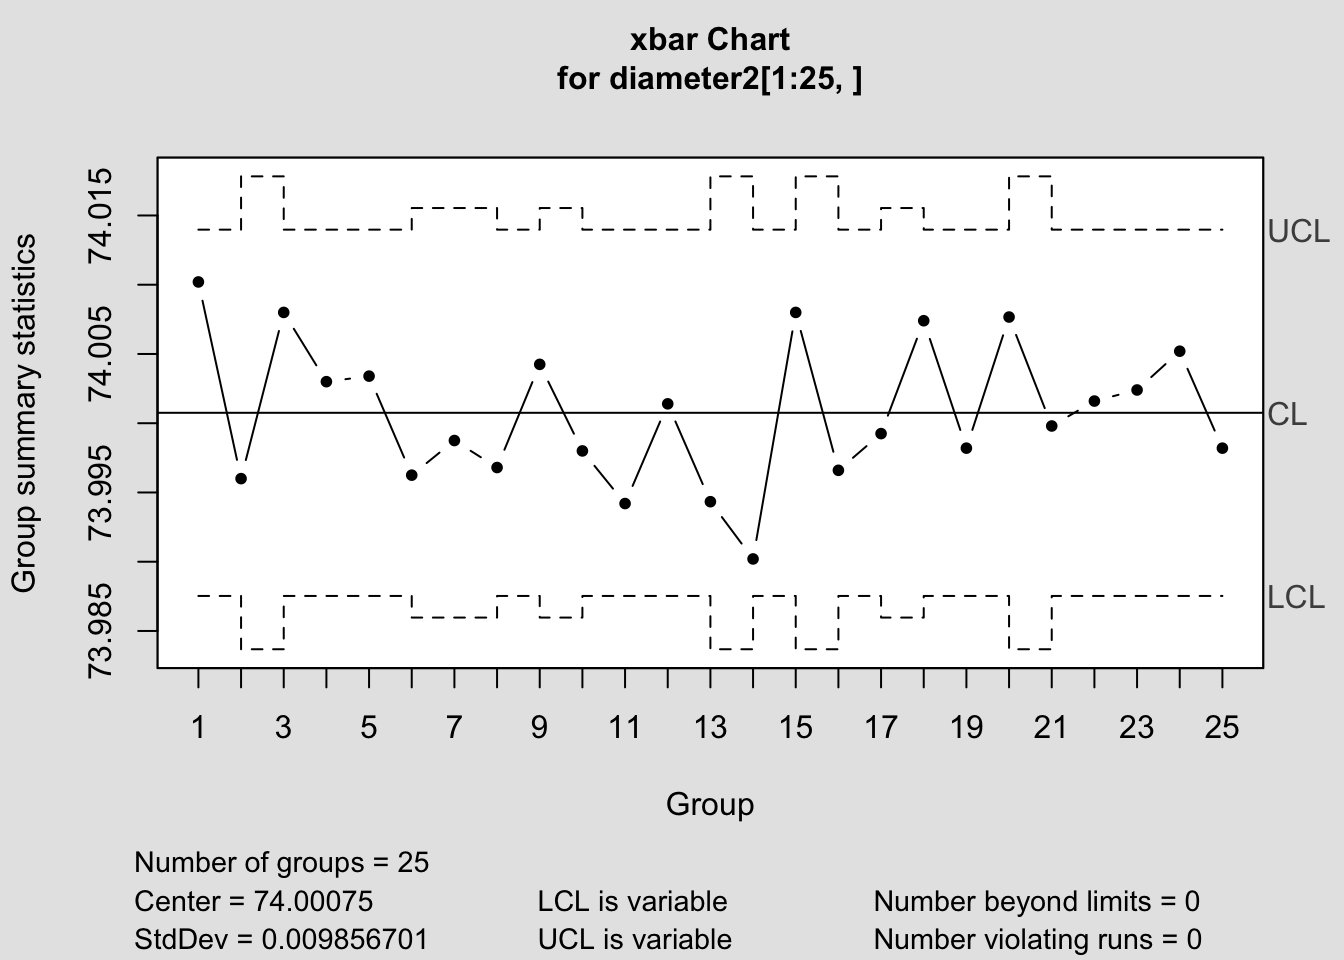 xbar Chart
for diameter2[1:25, ]
Group summary statistics
74.015
74.005
73.995
73.985
UCL
CL
LCL
1 3 5 7 9 11 13 15 17 19 21 23 25
Group
Number of groups = 25
Center = 74.00075 LCL is variable Number beyond limits = 0
StdDev = 0.009856701 UCL is variable Number violating runs = 0